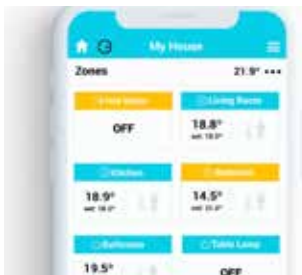 My House
Zones 21.9°
Living Room
OFF
18.8°
Kitchen
18.9°
14.5°
Bathroom
Table Lamp
19.5°
OFF